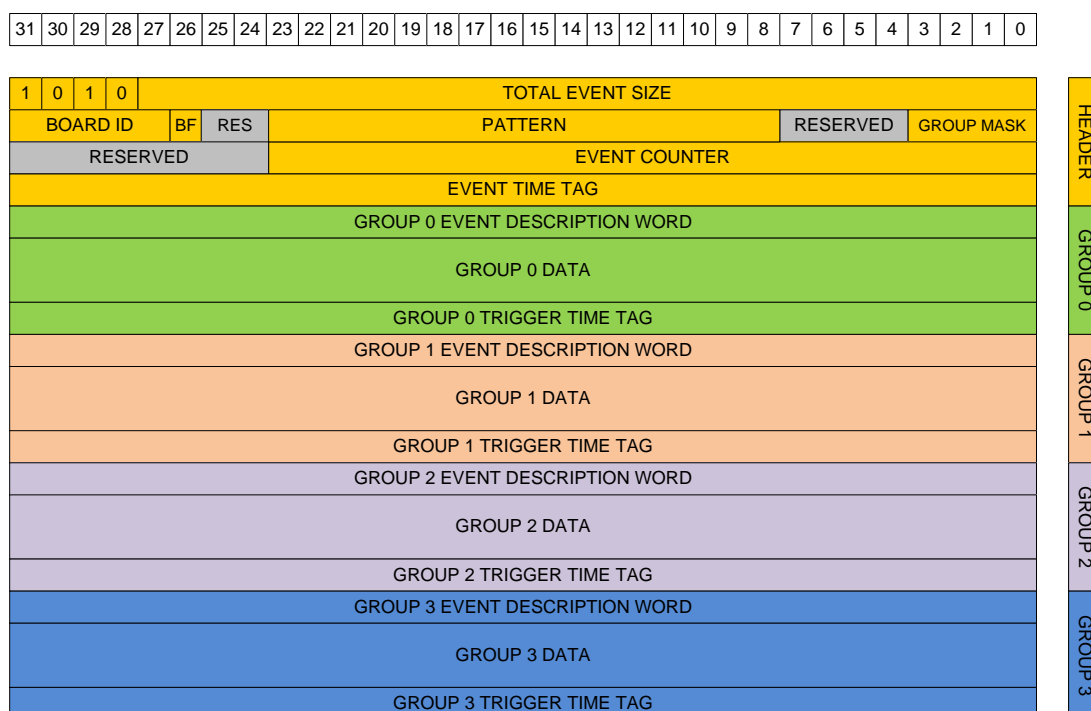 31 30 29 28 27 26 25 24 23 22 21 20 19 18 17 16 15 14 13 12 11 10 9 8 7 6 5 4 3 2 1 0
1 0 1 0 TOTAL EVENT SIZE
BOARD ID BF RES PATTERN RESERVED GROUP MASK
RESERVED EVENT COUNTER
EVENT TIME TAG
HEADER
GROUP 0 EVENT DESCRIPTION WORD
GROUP 0 DATA
GROUP 0 TRIGGER TIME TAG
GROUP 0
GROUP 1 EVENT DESCRIPTION WORD
GROUP 1 DATA
GROUP 1 TRIGGER TIME TAG
GROUP 1
GROUP 2 EVENT DESCRIPTION WORD
GROUP 2 DATA
GROUP 2 TRIGGER TIME TAG
GROUP 2
GROUP 3 EVENT DESCRIPTION WORD
GROUP 3 DATA
GROUP 3 TRIGGER TIME TAG
GROUP 3